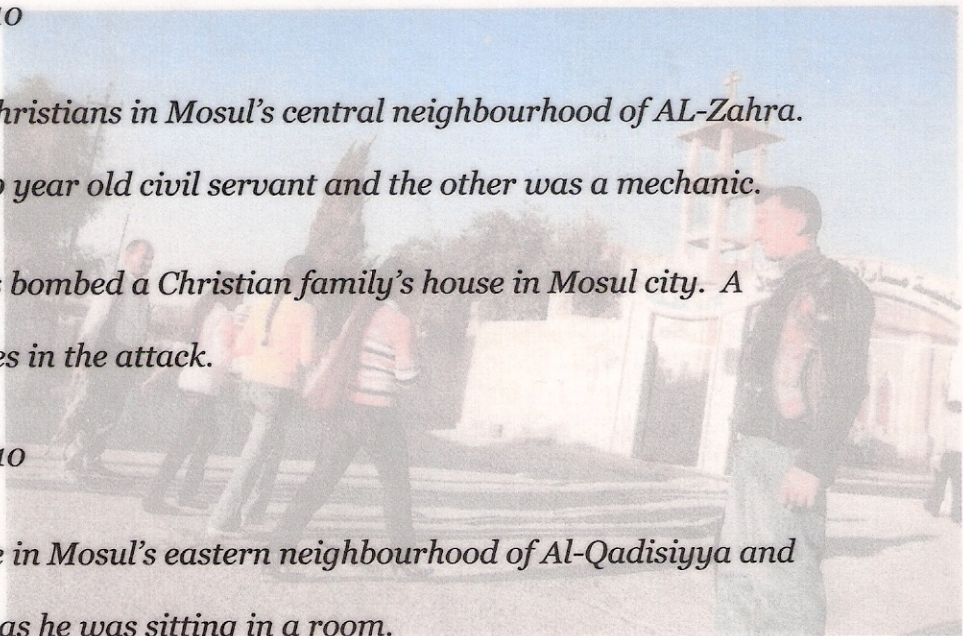 10
hristians in Mosul's central neighbourhood of AL-Zahra.
year old civil servant and the other was a mechanic.
bombed a Christian family's house in Mosul city. A
es in the attack.
10
in Mosul's eastern neighbourhood of Al-Qadisiyya and
as he was sitting in a room.